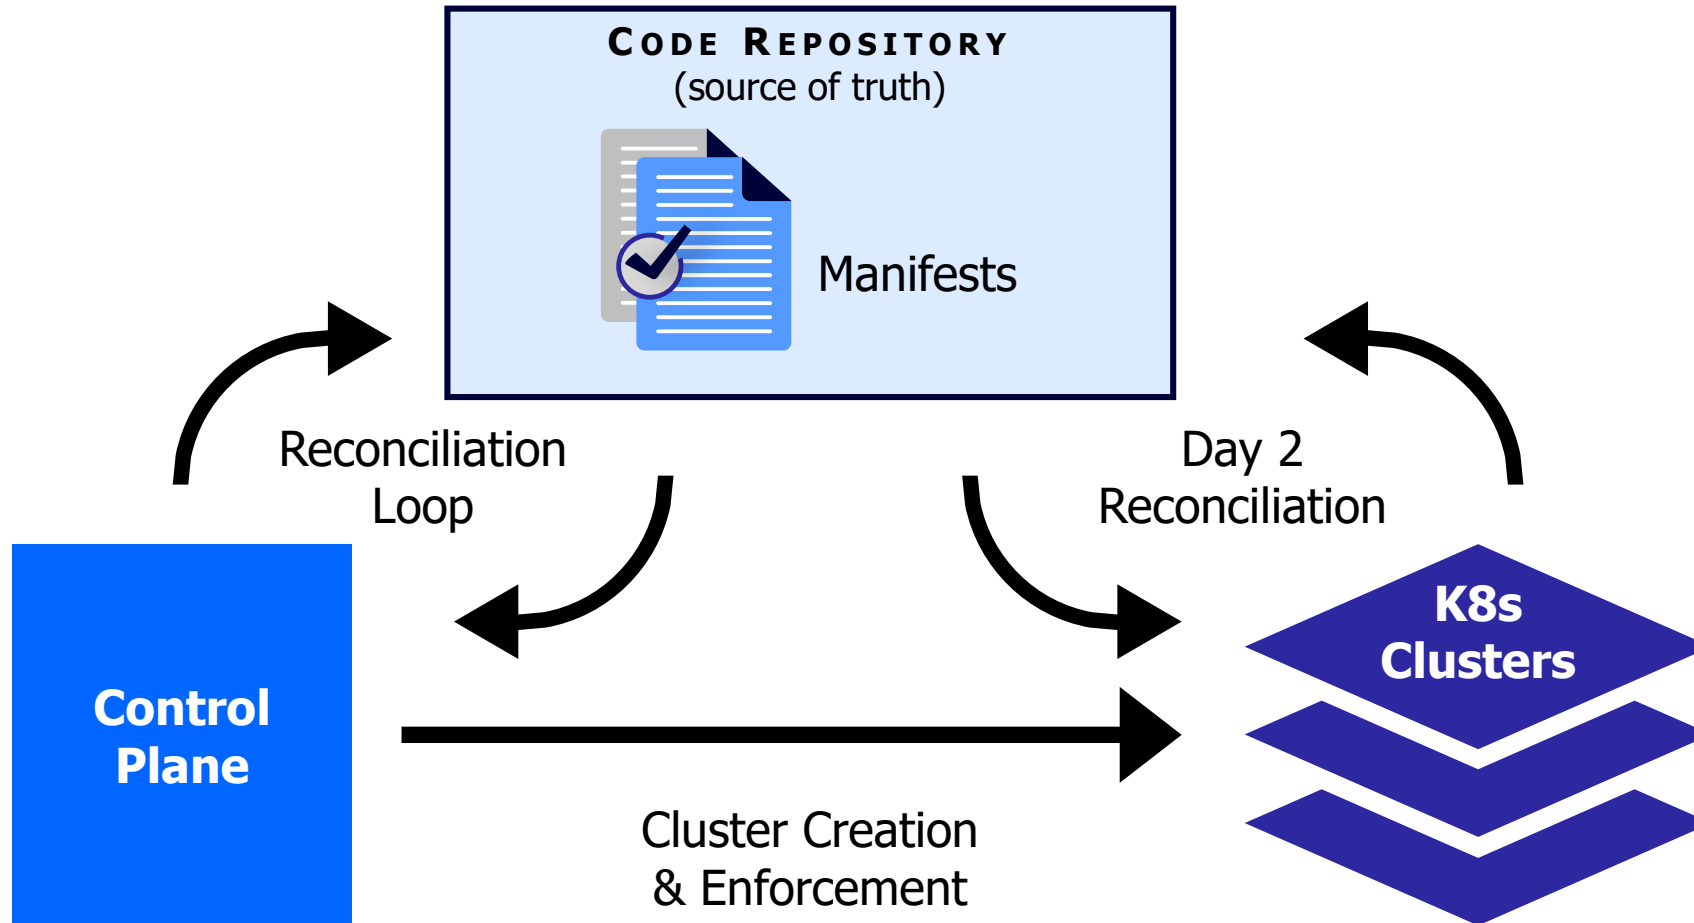 CODE REPOSITORY
(source of truth)
Manifests
Reconciliation
Loop
Day 2
Reconciliation
Control
Plane
K8s
Clusters
Cluster Creation
& Enforcement